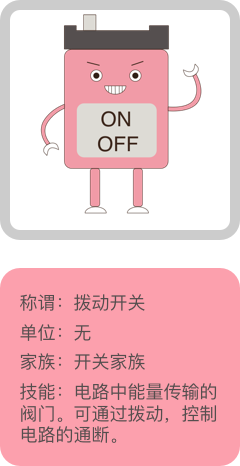 ON
OFF
称谓：拨动开关
单位：无
家族：开关家族
技能：电路中能量传输的
阀门。可通过拨动，控制
电路的通断。